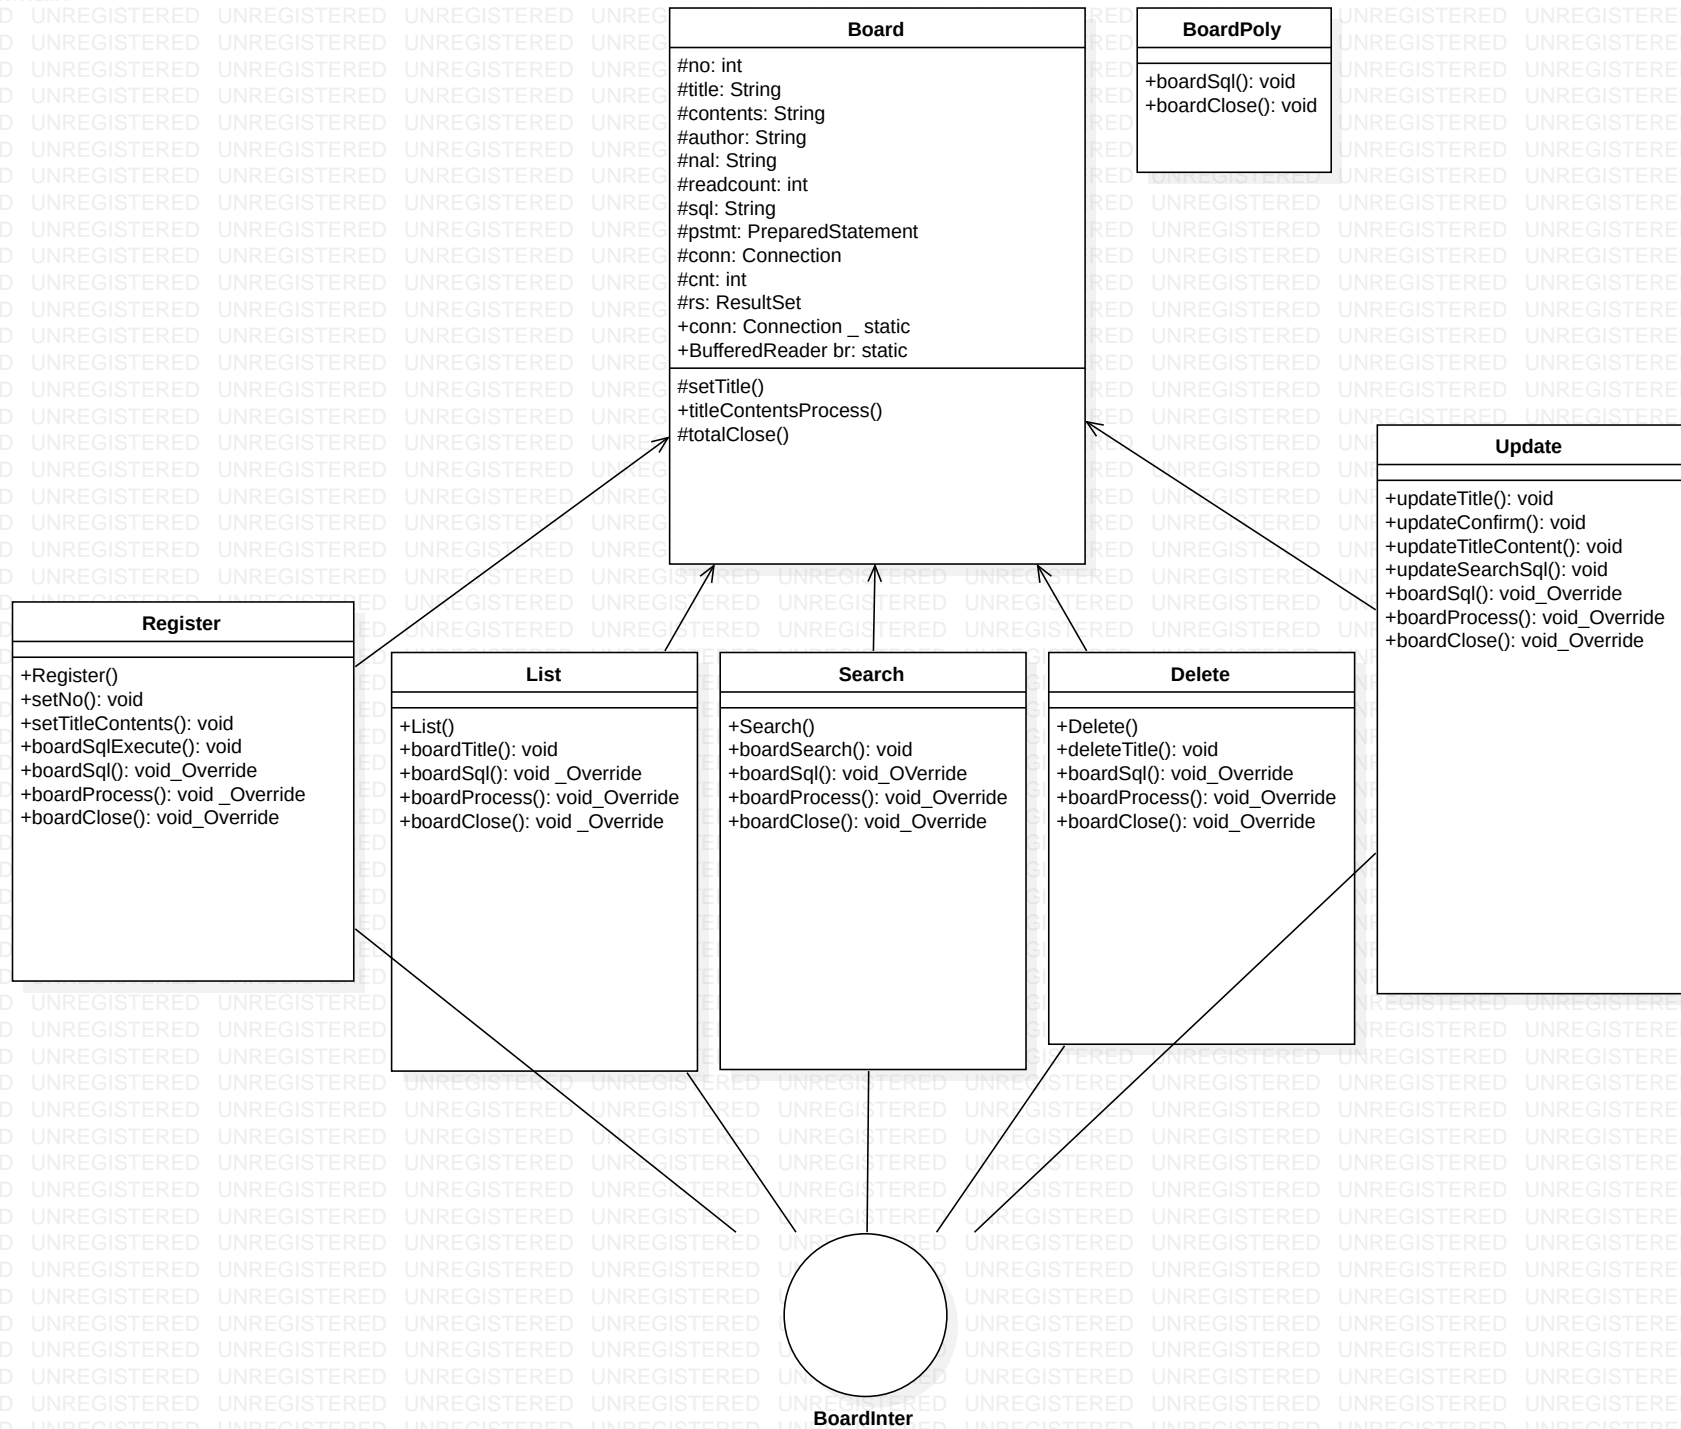 Board
#no: int
#title: String
#contents: String
#author: String
#nal: String
#readcount: int
#sql: String
#pstmt: PreparedStatement
#conn: Connection
#cnt: int
#rs: ResultSet
+conn: Connection _ static
+BufferedReader br: static
#setTitle()
+titleContentsProcess()
#totalClose()
BoardPoly
+boardSql(): void
+boardClose(): void
Update
+updateTitle(): void
+updateConfirm(): void
+updateTitleContent(): void
+updateSearchSql(): void
+boardSql(): void_Override
+boardProcess(): void_Override
+boardClose(): void_Override
Register
+Register()
+setNo(): void
+setTitleContents(): void
+boardSqlExecute(): void
+boardSql(): void_Override
+boardProcess(): void _Override
+boardClose(): void_Override
List
+List()
+boardTitle(): void
+boardSql(): void _Override
+boardProcess(): void_Override
+boardClose(): void _Override
Search
+Search()
+boardSearch(): void
+boardSql(): void_OVerride
+boardProcess(): void_Override
+boardClose(): void_Override
Delete
+Delete()
+deleteTitle(): void
+boardSql(): void_Override
+boardProcess(): void_Override
+boardClose(): void_Override
BoardInter
UNREGISTERED